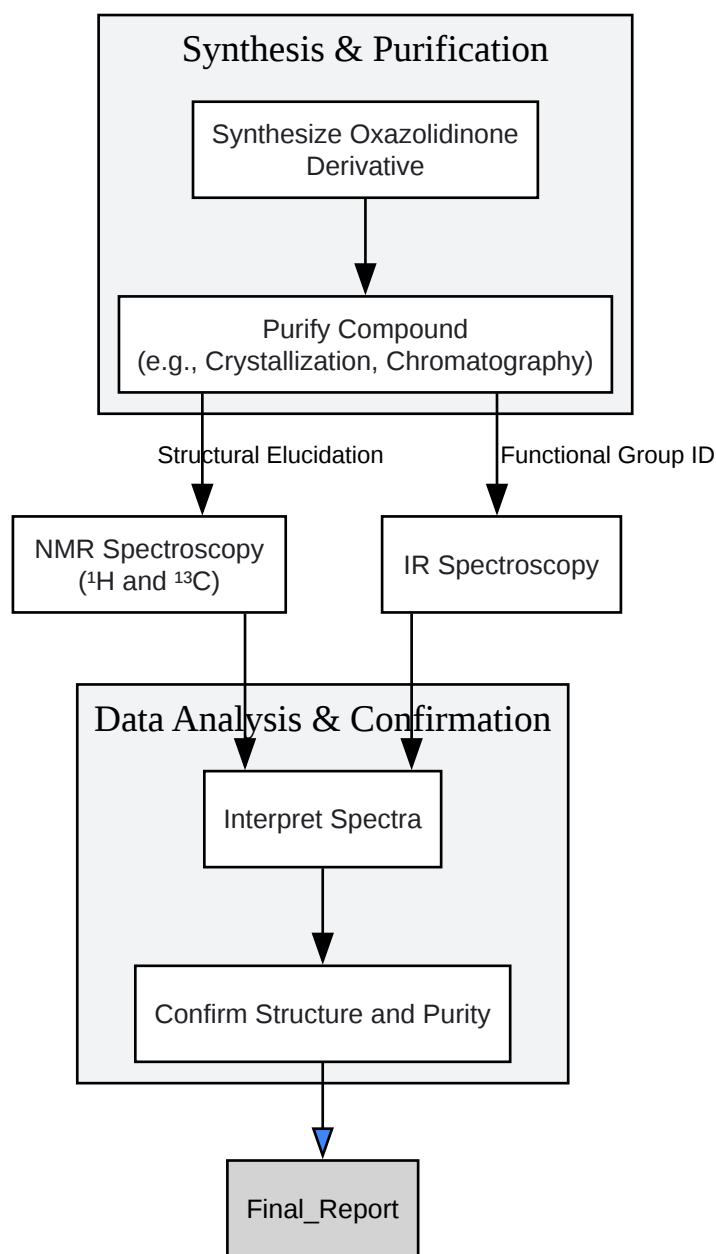 Synthesis & Purification
Synthesize Oxazolidinone
Derivative
Purify Compound
(e.g., Crystallization, Chromatography)
Structural Elucidation
Functional Group ID
NMR Spectroscopy
(¹H and ¹³C)
IR Spectroscopy
Data Analysis & Confirmation
Interpret Spectra
Confirm Structure and Purity
Final_Report